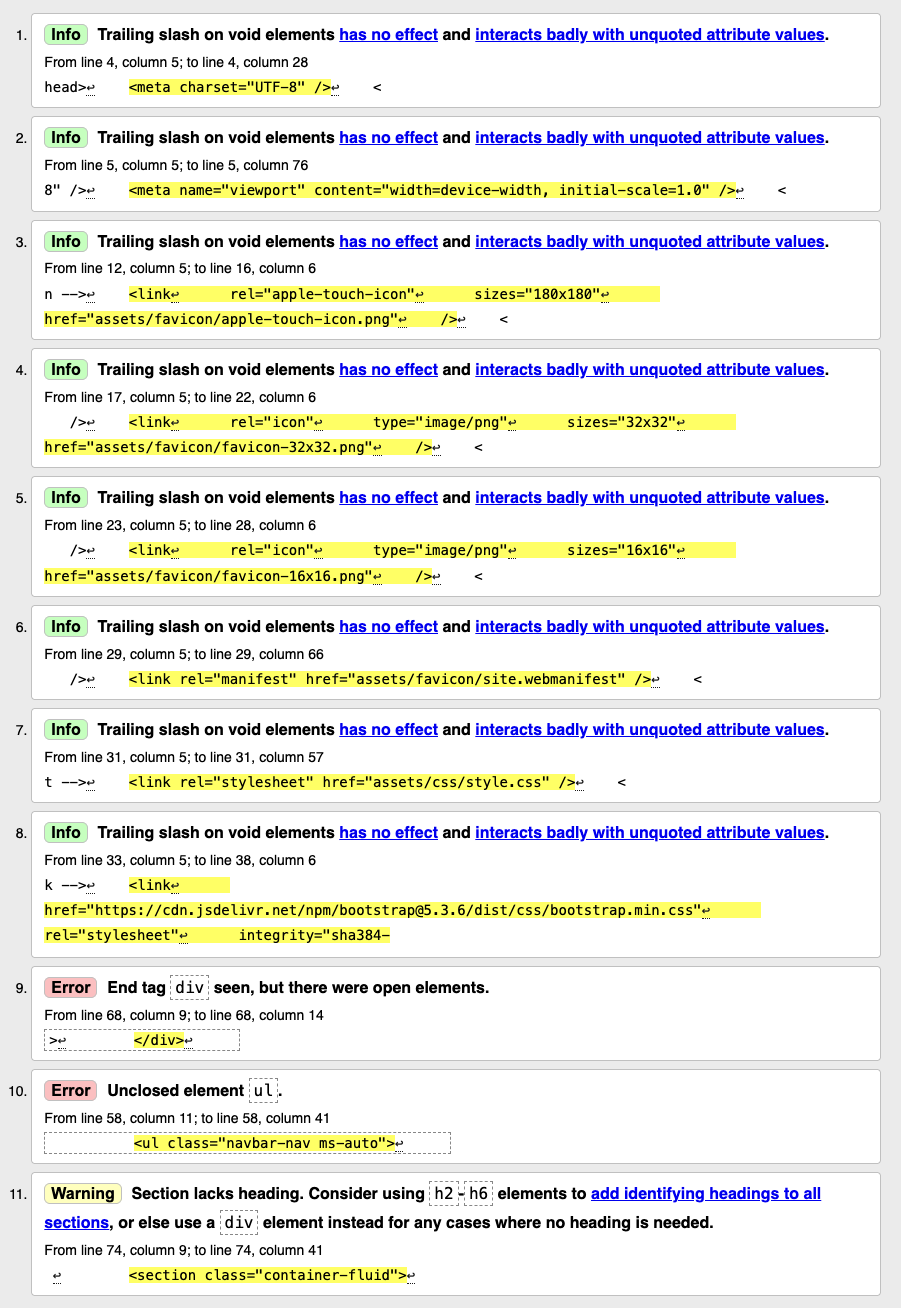 1. Info Trailing slash on void elements has no effect and interacts badly with unquoted attribute values.
From line 4, column 5; to line 4, column 28
head>↩    <meta charset="UTF-8" />↩    <
2. Info Trailing slash on void elements has no effect and interacts badly with unquoted attribute values.
From line 5, column 5; to line 5, column 76
8" />↩    <meta name="viewport" content="width=device-width, initial-scale=1.0" />↩    <
3. Info Trailing slash on void elements has no effect and interacts badly with unquoted attribute values.
From line 12, column 5; to line 16, column 6
n -->↩    <link↩      rel="apple-touch-icon"↩      sizes="180x180"↩
href="assets/favicon/apple-touch-icon.png"↩    />↩    <
4. Info Trailing slash on void elements has no effect and interacts badly with unquoted attribute values.
From line 17, column 5; to line 22, column 6
/>↩    <link↩      rel="icon"↩      type="image/png"↩      sizes="32x32"↩
href="assets/favicon/favicon-32x32.png"↩    />↩    <
5. Info Trailing slash on void elements has no effect and interacts badly with unquoted attribute values.
From line 23, column 5; to line 28, column 6
/>↩    <link↩      rel="icon"↩      type="image/png"↩      sizes="16x16"↩
href="assets/favicon/favicon-16x16.png"↩    />↩    <
6. Info Trailing slash on void elements has no effect and interacts badly with unquoted attribute values.
From line 29, column 5; to line 29, column 66
/>↩    <link rel="manifest" href="assets/favicon/site.webmanifest" />↩    <
7. Info Trailing slash on void elements has no effect and interacts badly with unquoted attribute values.
From line 31, column 5; to line 31, column 57
t -->↩    <link rel="stylesheet" href="assets/css/style.css" />↩    <
8. Info Trailing slash on void elements has no effect and interacts badly with unquoted attribute values.
From line 33, column 5; to line 38, column 6
k -->↩    <link↩
href="https://cdn.jsdelivr.net/npm/bootstrap@5.3.6/dist/css/bootstrap.min.css"↩
rel="stylesheet"↩      integrity="sha384-
9. Error End tag div seen, but there were open elements.
From line 68, column 9; to line 68, column 14
>↩        </div>↩
10. Error Unclosed element ul.
From line 58, column 11; to line 58, column 41
<ul class="navbar-nav ms-auto">↩
11. Warning Section lacks heading. Consider using h2-h6 elements to add identifying headings to all
sections, or else use a div element instead for any cases where no heading is needed.
From line 74, column 9; to line 74, column 41
↩        <section class="container-fluid">↩